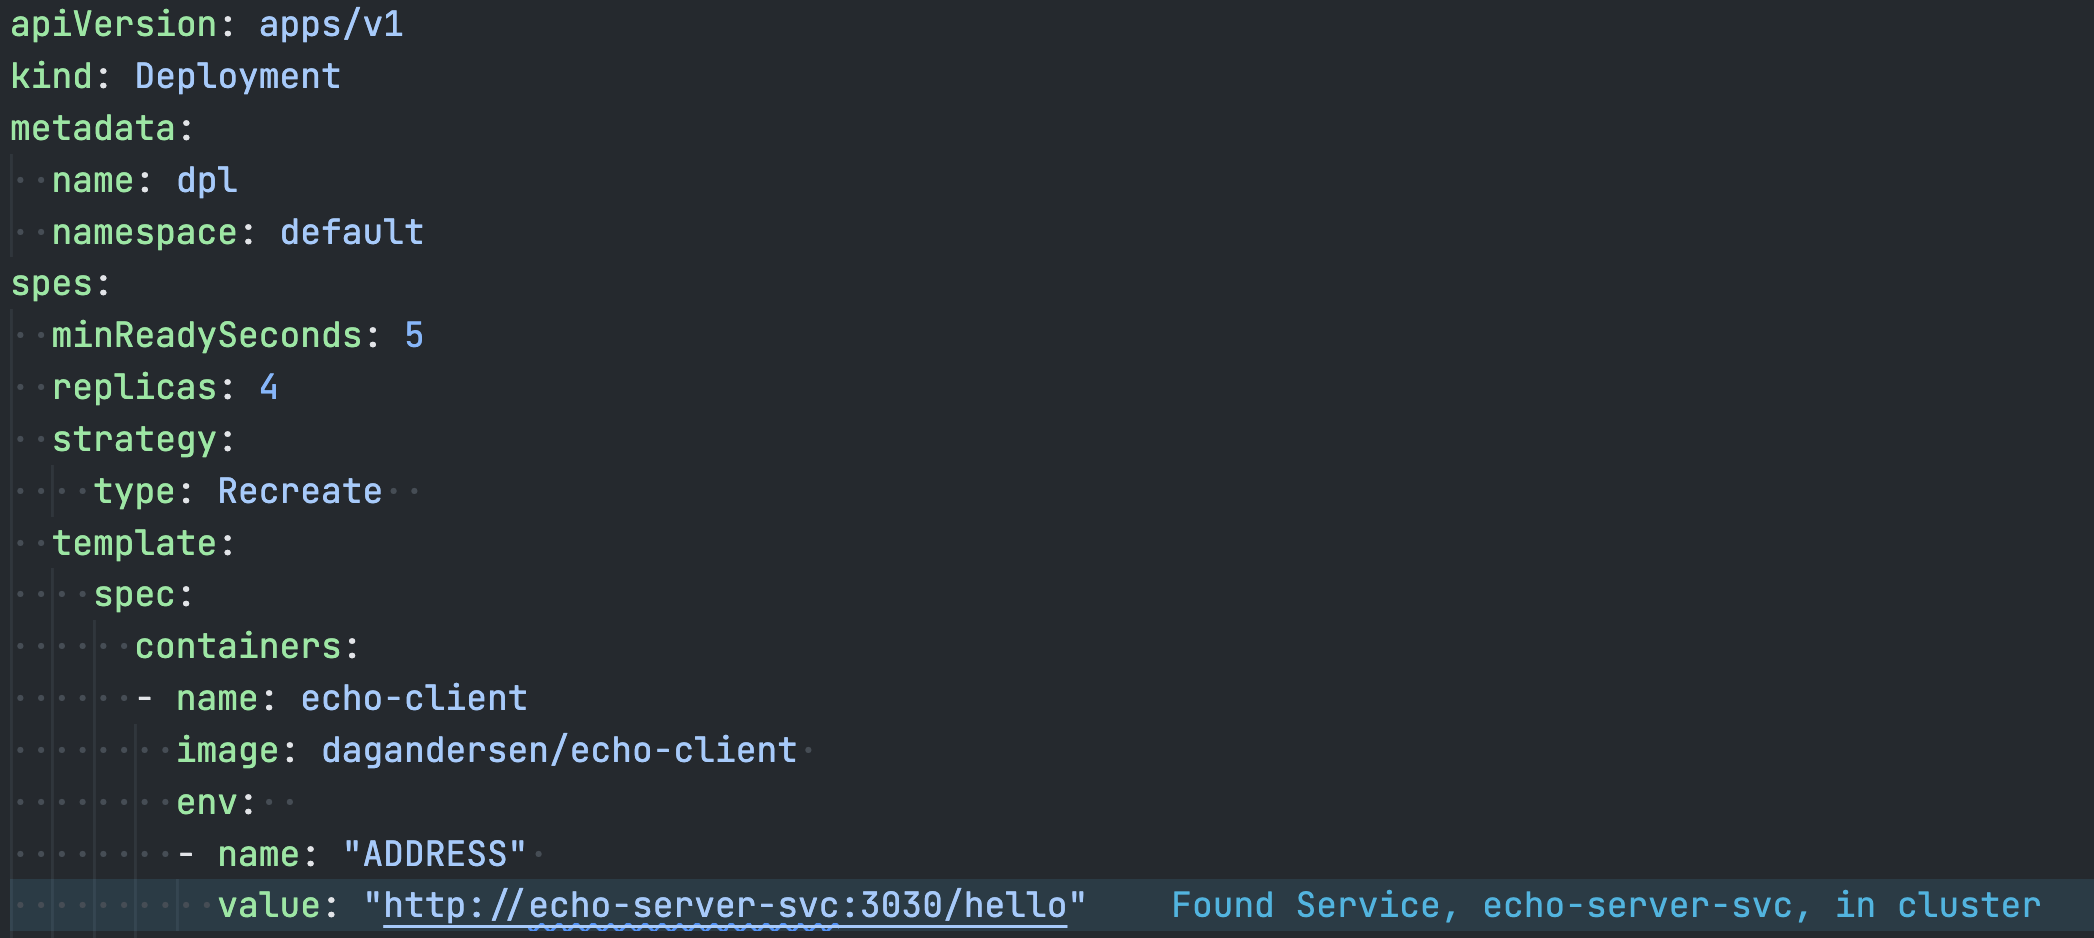 apiVersion: apps/v1
kind: Deployment
metadata:
  name: dpl
  namespace: default
spes:
  minReadySeconds: 5
  replicas: 4
  strategy:
    type: Recreate
  template:
    spec:
      containers:
      - name: echo-client
        image: dagandersen/echo-client
        env:
        - name: "ADDRESS"
          value: "http://echo-server-svc:3030/hello"    Found Service, echo-server-svc, in cluster